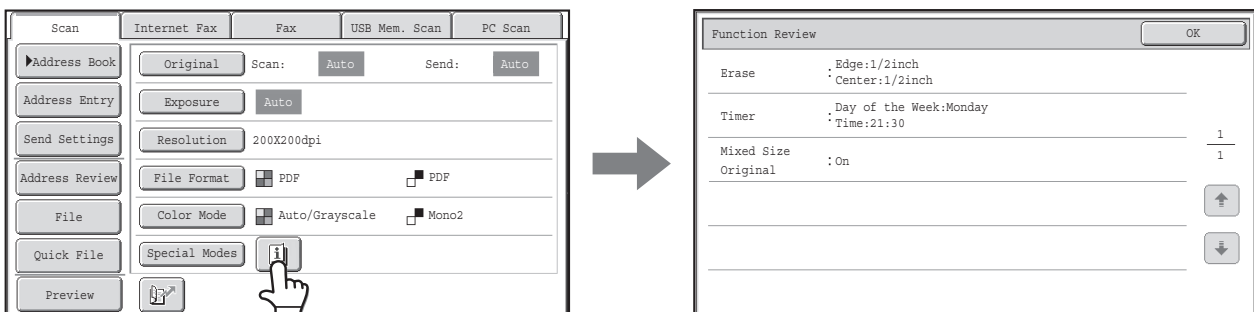 Scan
Internet Fax
Fax
USB Mem. Scan
PC Scan
Address Book
Original
Scan:
Auto
Send:
Auto
Address Entry
Exposure
Auto
Send Settings
Resolution
200X200dpi
Address Review
File Format
PDF
PDF
File
Color Mode
Auto/Grayscale
Mono2
Quick File
Special Modes
Preview
Function Review
OK
Erase
:Edge:1/2inch
Center:1/2inch
Timer
:Day of the Week:Monday
Time:21:30
Mixed Size
Original
:On
1
1